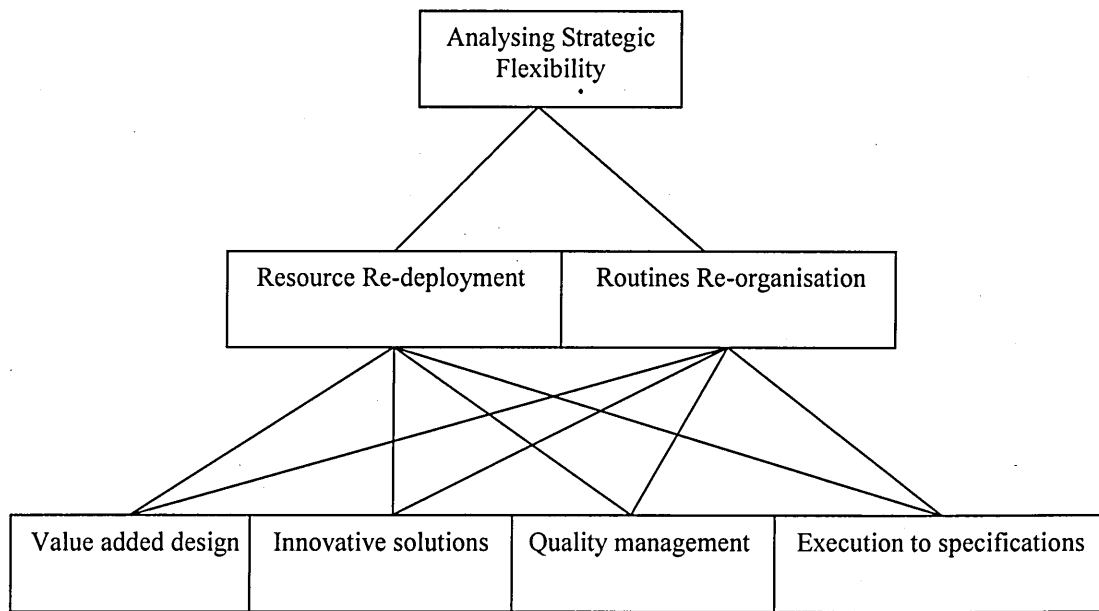 Analysing Strategic
Flexibility
Resource Re-deployment
Routines Re-organisation
Value added design
Innovative solutions
Quality management
Execution to specifications